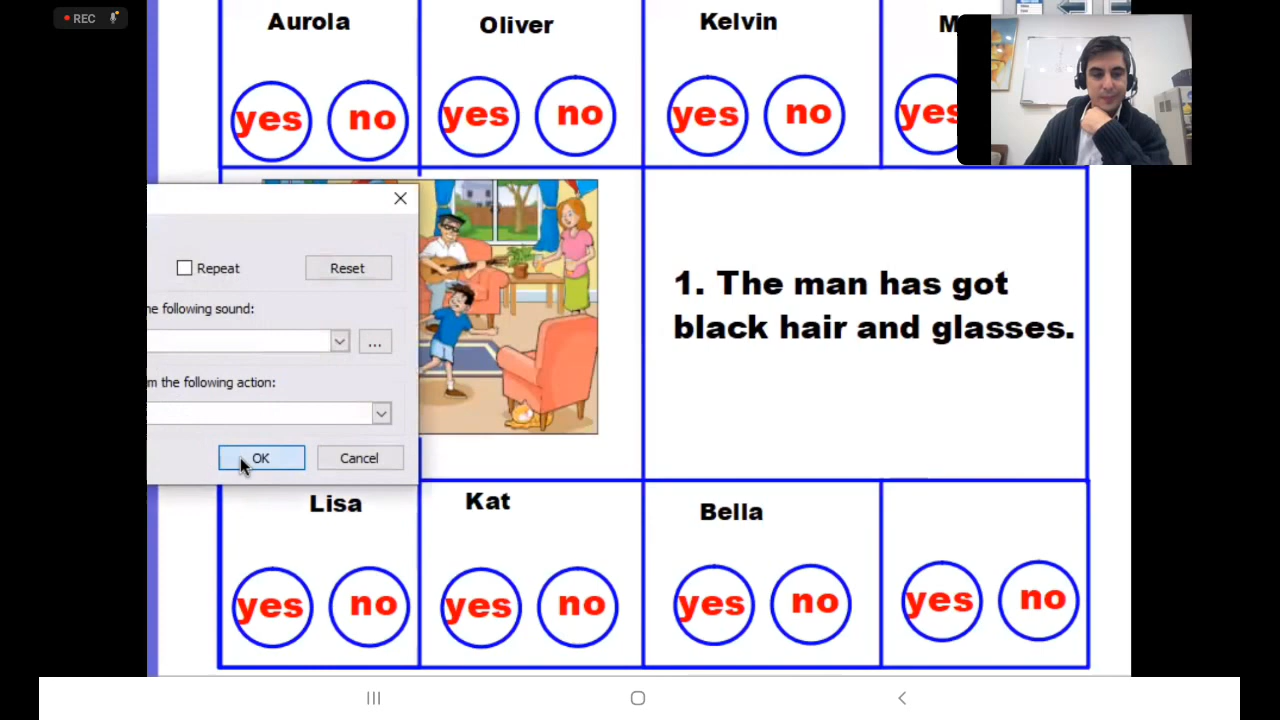 REC
Aurola
Oliver
Kelvin
M
yes
no
yes
no
yes
no
yes
Repeat
Reset
he following sound:
...
m the following action:
OK
Cancel
1. The man has got
black hair and glasses.
Lisa
Kat
Bella
yes
no
yes
no
yes
no
yes
no